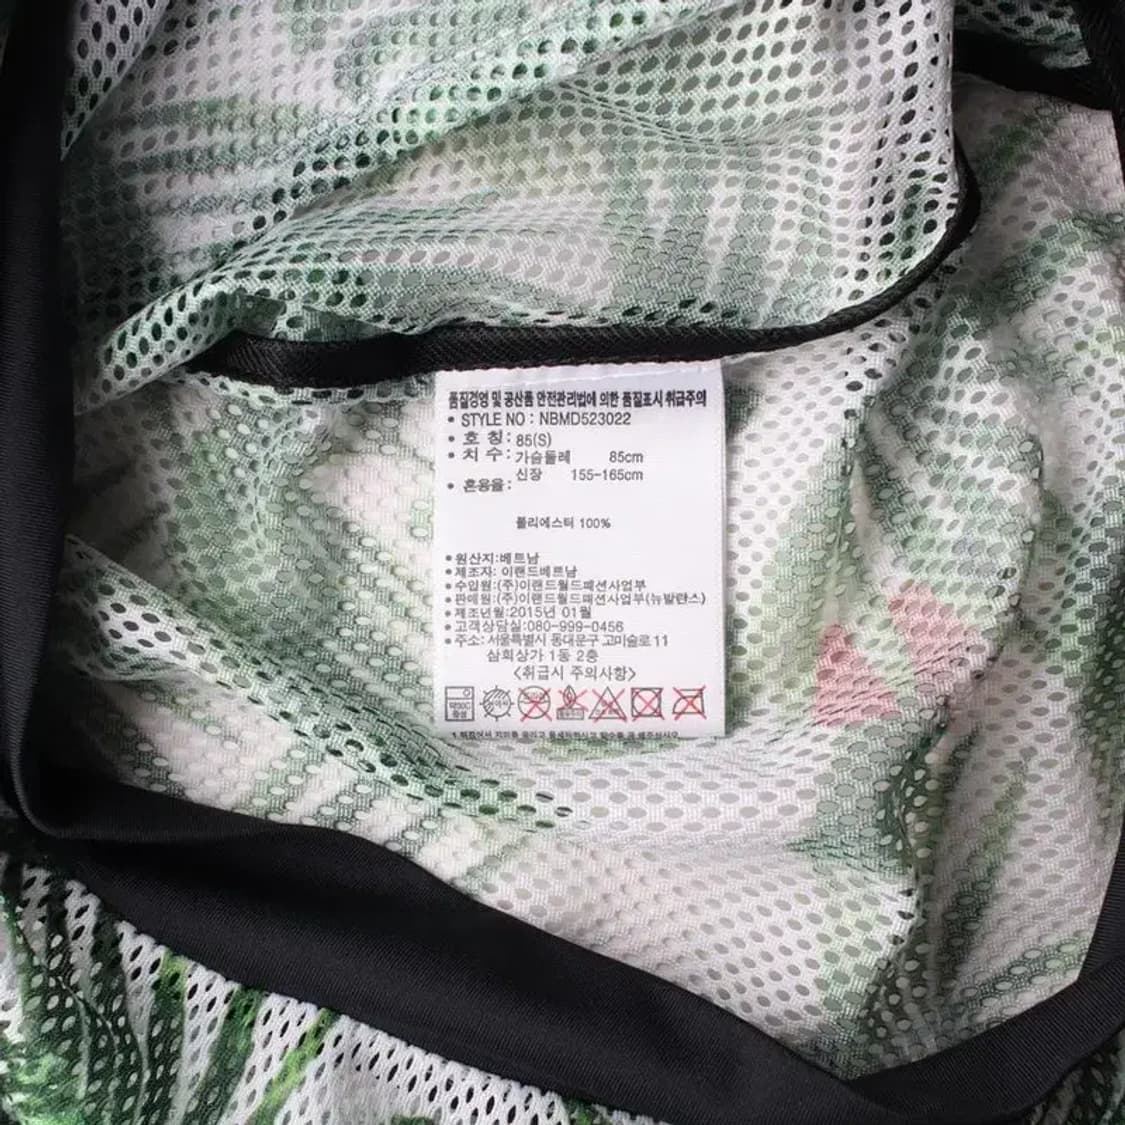 품질경영 및 공산품 안전관리법에 의한 품질표시 취급주의
• STYLE NO : NBMD523022
• 호 칭: 85(S)
• 치 수: 가슴둘레 85cm
신장 155-165cm
• 혼용율:
폴리에스터 100%
• 원산지:베트남
• 제조자: 이랜드베트남
• 수입원:(주)이랜드월드패션사업부
• 판매원:(주)이랜드월드패션사업부(뉴발란스)
• 제조년월:2015년 01월
• 고객상담실:080-999-0456
• 주소: 서울특별시 동대문구 고미술로11
삼희상가 1동 2층
<취급시 주의사항>
약30℃
중성